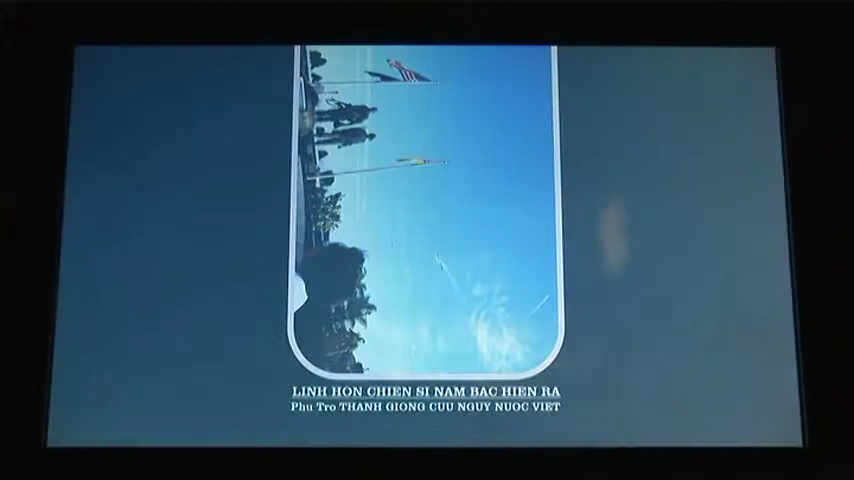 LINH HON CHIEN SI NAM BAC HIEN RA
Phu Tro THANH GIONG CUU NGUY NUOC VIET